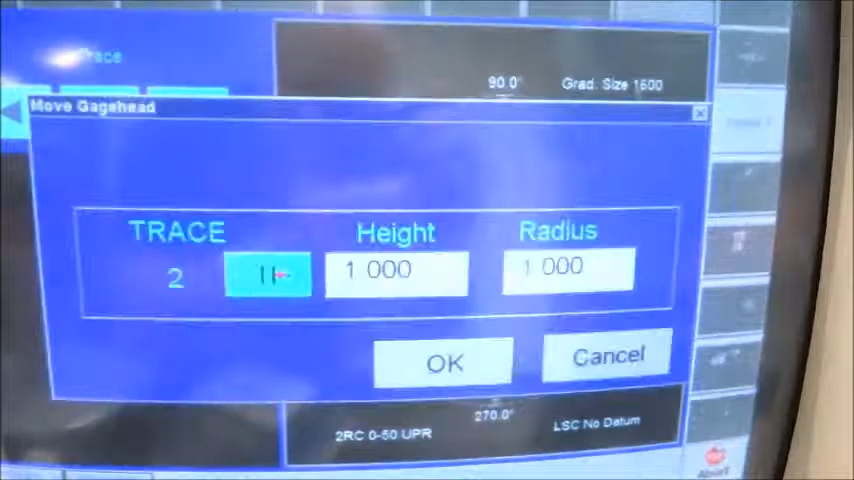 90.0°
Grad. Size 1600
Move Gagehead
TRACE
Height
Radius
2
1.000
1.000
OK
Cancel
270.0°
2RC 0-50 UPR
LSC No Datum
Abort